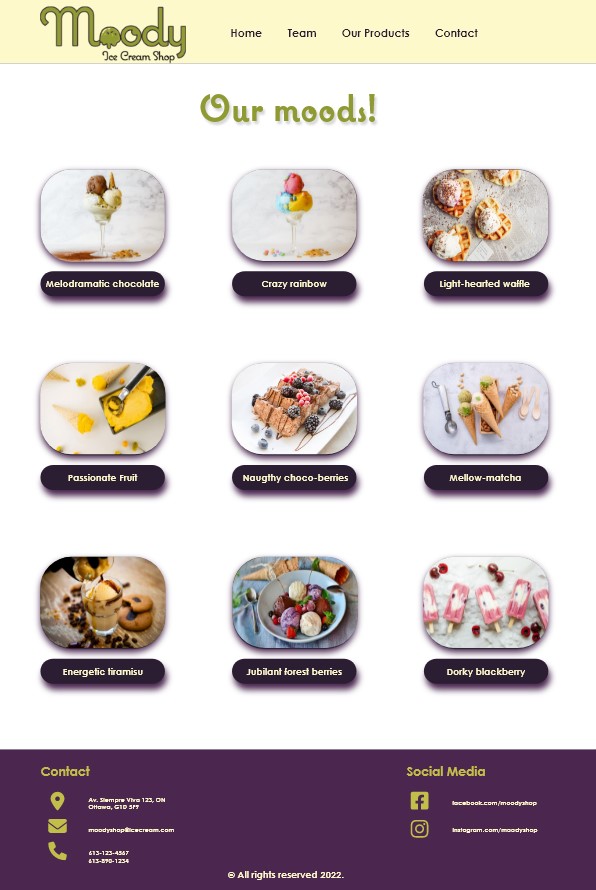 Moody
Ice Cream Shop
Home Team Our Products Contact
Our moods!
Melodramatic chocolate
Crazy rainbow
Light-hearted waffle
Passionate Fruit
Naugthy choco-berries
Mellow-matcha
Energetic tiramisu
Jubilant forest berries
Dorky blackberry
Contact
Av. Siempre Viva 123, ON
Ottawa, G1D 5F9
moodyshop@icecream.com
613-123-4567
613-890-1234
Social Media
facebook.com/moodyshop
instagram.com/moodyshop
© All rights reserved 2022.